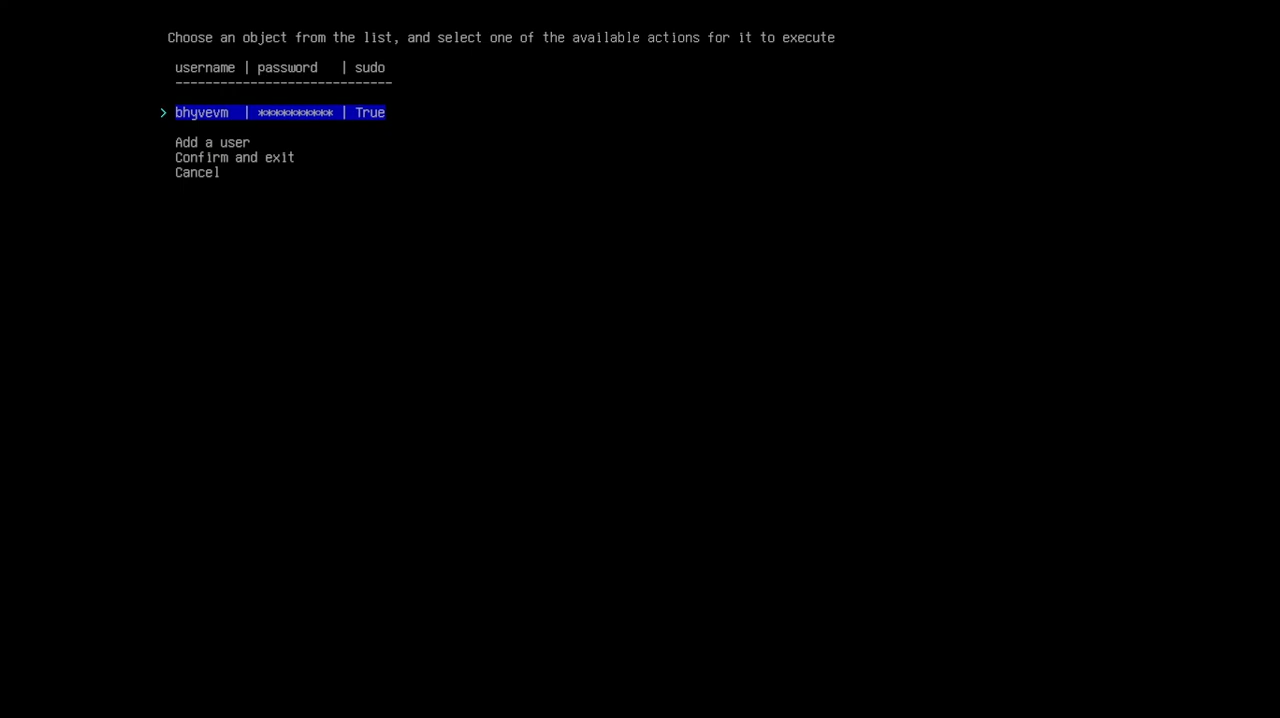 Choose an object from the list, and select one of the available actions for it to execute
username | password   | sudo
-----------------------------
> bhyvevm  | ********** | True
Add a user
Confirm and exit
Cancel